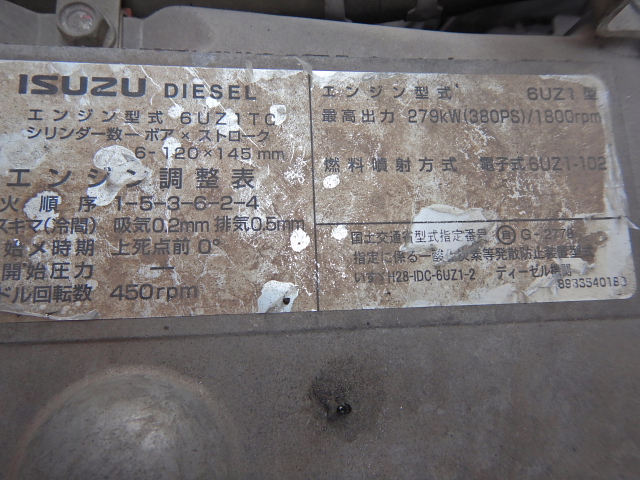 ISUZU DIESEL
エンジン型式 6UZ1TC
シリンダー数ーボア×ストローク
6-120×145mm
エンジン調整表
火順序 1-5-3-6-2-4
スキマ(冷間) 吸気0.2mm 排気0.5mm
始メ時期 上死点前 0°
開始圧力 ー
ドル回転数 450rpm
エンジン型式 6UZ1型
最高出力 279kW(380PS)/1800rpm
燃料噴射方式 電子式6UZ1-102
国土交通省型式指定番号 G-277
指定に係る一酸化炭素等発散防止装置型式
いすゞH28-IDC-6UZ1-2 ディーゼル機関